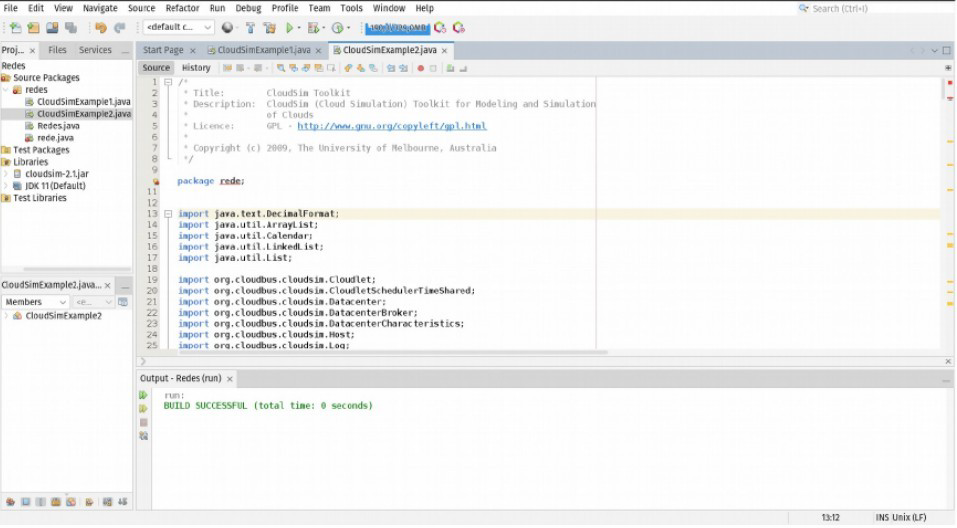 File Edit View Navigate Source Refactor Run Debug Profile Team Tools Window Help
Search (Ctrl+I)
<default c...
Proj... × Files Services
Start Page × CloudSimExample1.java × CloudSimExample2.java ×
Source History
Redes
Source Packages
redes
CloudSimExample1.java
CloudSimExample2.java
Redes.java
rede.java
Test Packages
Libraries
cloudsim-2.1.jar
JDK 11 (Default)
Test Libraries
CloudSimExample2.java... ×
Members <e...
CloudSimExample2
1 /*
2 * Title: CloudSim Toolkit
3 * Description: CloudSim (Cloud Simulation) Toolkit for Modeling and Simulation
4 * of Clouds
5 * Licence: GPL - http://www.gnu.org/copyleft/gpl.html
6 *
7 * Copyright (c) 2009, The University of Melbourne, Australia
8 */
9
package rede;
11
12
13 import java.text.DecimalFormat;
14 import java.util.ArrayList;
15 import java.util.Calendar;
16 import java.util.LinkedList;
17 import java.util.List;
18
19 import org.cloudbus.cloudsim.Cloudlet;
20 import org.cloudbus.cloudsim.CloudletSchedulerTimeShared;
21 import org.cloudbus.cloudsim.Datacenter;
22 import org.cloudbus.cloudsim.DatacenterBroker;
23 import org.cloudbus.cloudsim.DatacenterCharacteristics;
24 import org.cloudbus.cloudsim.Host;
25 import org.cloudbus.cloudsim.Log;
Output - Redes (run) ×
run:
BUILD SUCCESSFUL (total time: 0 seconds)
13:12 INS Unix (LF)